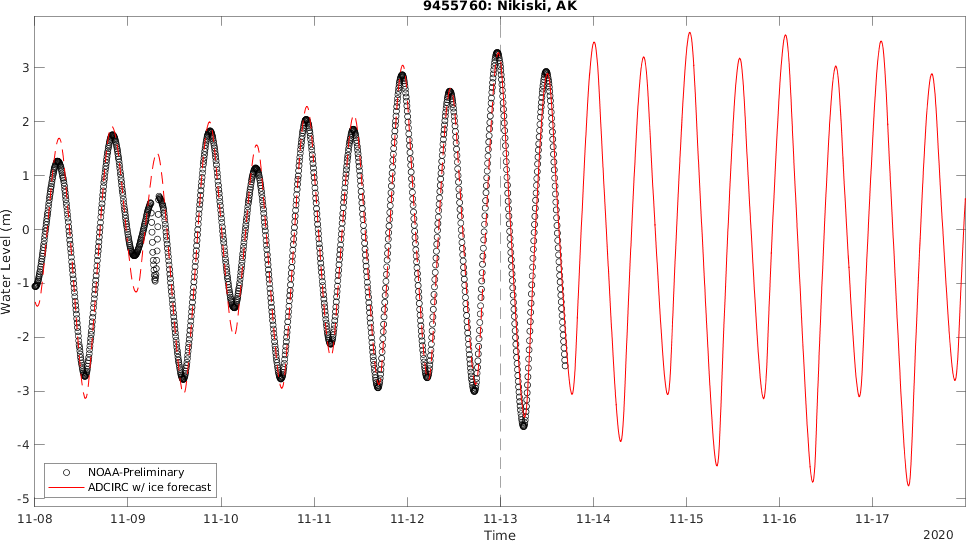 9455760: Nikiski, AK
Water Level (m)
3
2
1
0
-1
-2
-3
-4
-5
NOAA-Preliminary
ADCIRC w/ ice forecast
11-08 11-09 11-10 11-11 11-12 11-13 11-14 11-15 11-16 11-17
Time
2020